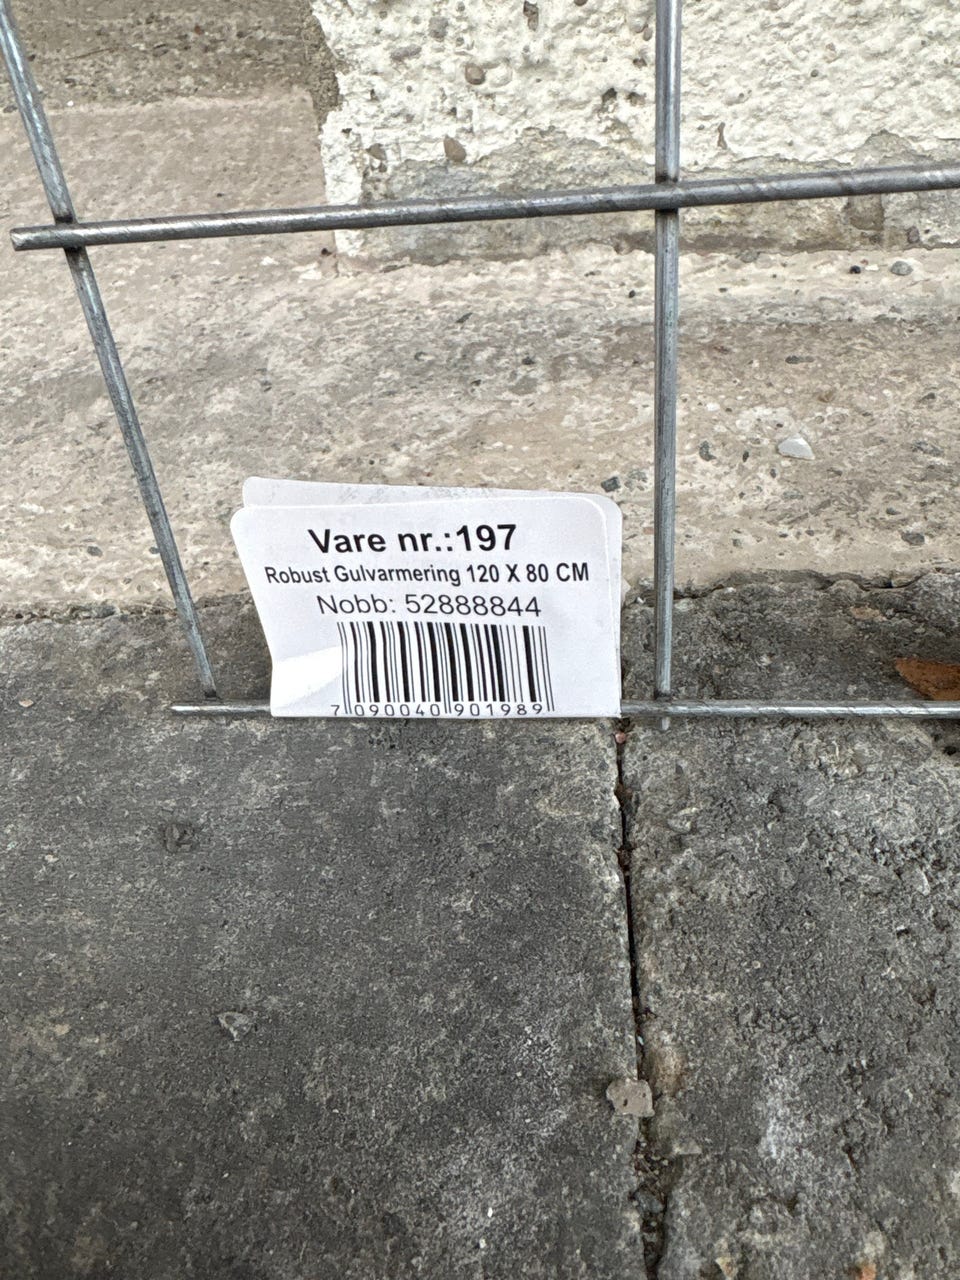 Vare nr.:197
Robust Gulvarmering 120 X 80 CM
Nobb: 52888844
7 090040 901989